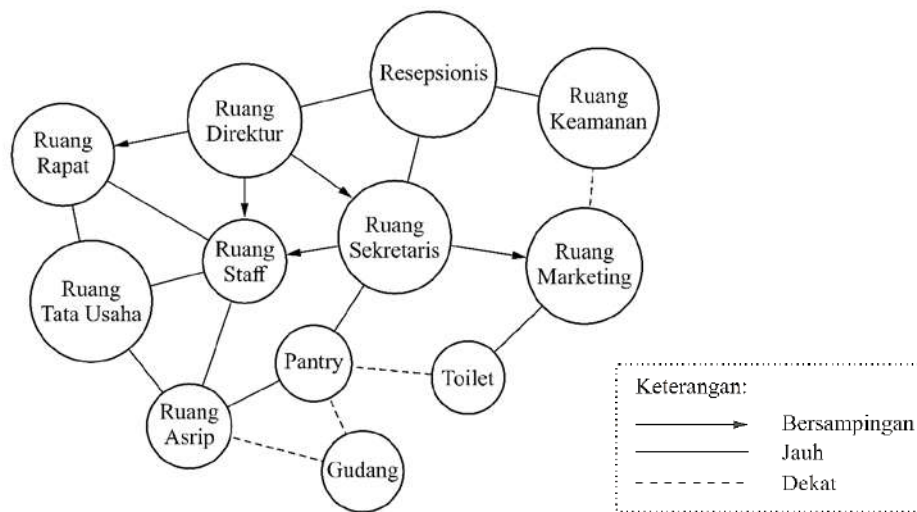 Resepsionis
Ruang
Direktur
Ruang
Keamanan
Ruang
Rapat
Ruang
Sekretaris
Ruang
Staff
Ruang
Marketing
Ruang
Tata Usaha
Pantry
Toilet
Ruang
Asrip
Gudang
Keterangan:
Bersampingan
Jauh
Dekat